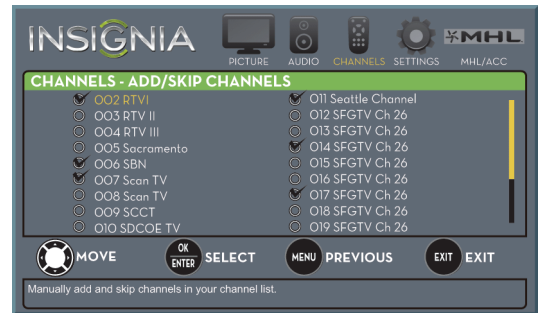 INSIGNIA
PICTURE AUDIO CHANNELS SETTINGS MHL MHL/ACC
CHANNELS - ADD/SKIP CHANNELS
002 RTVI
003 RTV II
004 RTV III
005 Sacramento
006 SBN
007 Scan TV
008 Scan TV
009 SCCT
010 SDCOE TV
011 Seattle Channel
012 SFGTV Ch 26
013 SFGTV Ch 26
014 SFGTV Ch 26
015 SFGTV Ch 26
016 SFGTV Ch 26
017 SFGTV Ch 26
018 SFGTV Ch 26
019 SFGTV Ch 26
MOVE OK ENTER SELECT MENU PREVIOUS EXIT EXIT
Manually add and skip channels in your channel list.